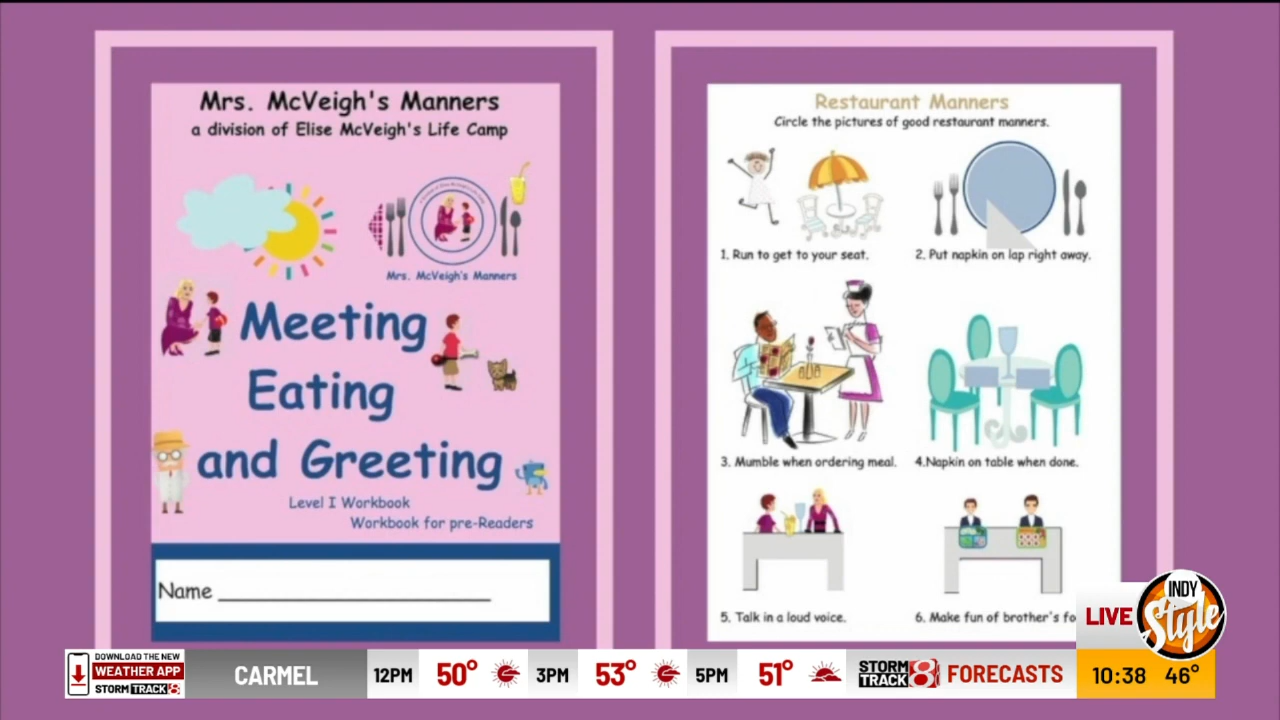 Mrs. McVeigh's Manners
a division of Elise McVeigh's Life Camp
Mrs. McVeigh's Manners
Meeting
Eating
and Greeting
Level I Workbook
Workbook for pre-Readers
Name
Restaurant Manners
Circle the pictures of good restaurant manners.
1. Run to get to your seat.
2. Put napkin on lap right away.
3. Mumble when ordering meal.
4.Napkin on table when done.
5. Talk in a loud voice.
6. Make fun of brother's fo
LIVE
INDY
Style
DOWNLOAD THE NEW
WEATHER APP
STORM TRACK 8
CARMEL
12PM 50°
3PM 53°
5PM 51°
STORM
TRACK 8
FORECASTS
10:38 46°